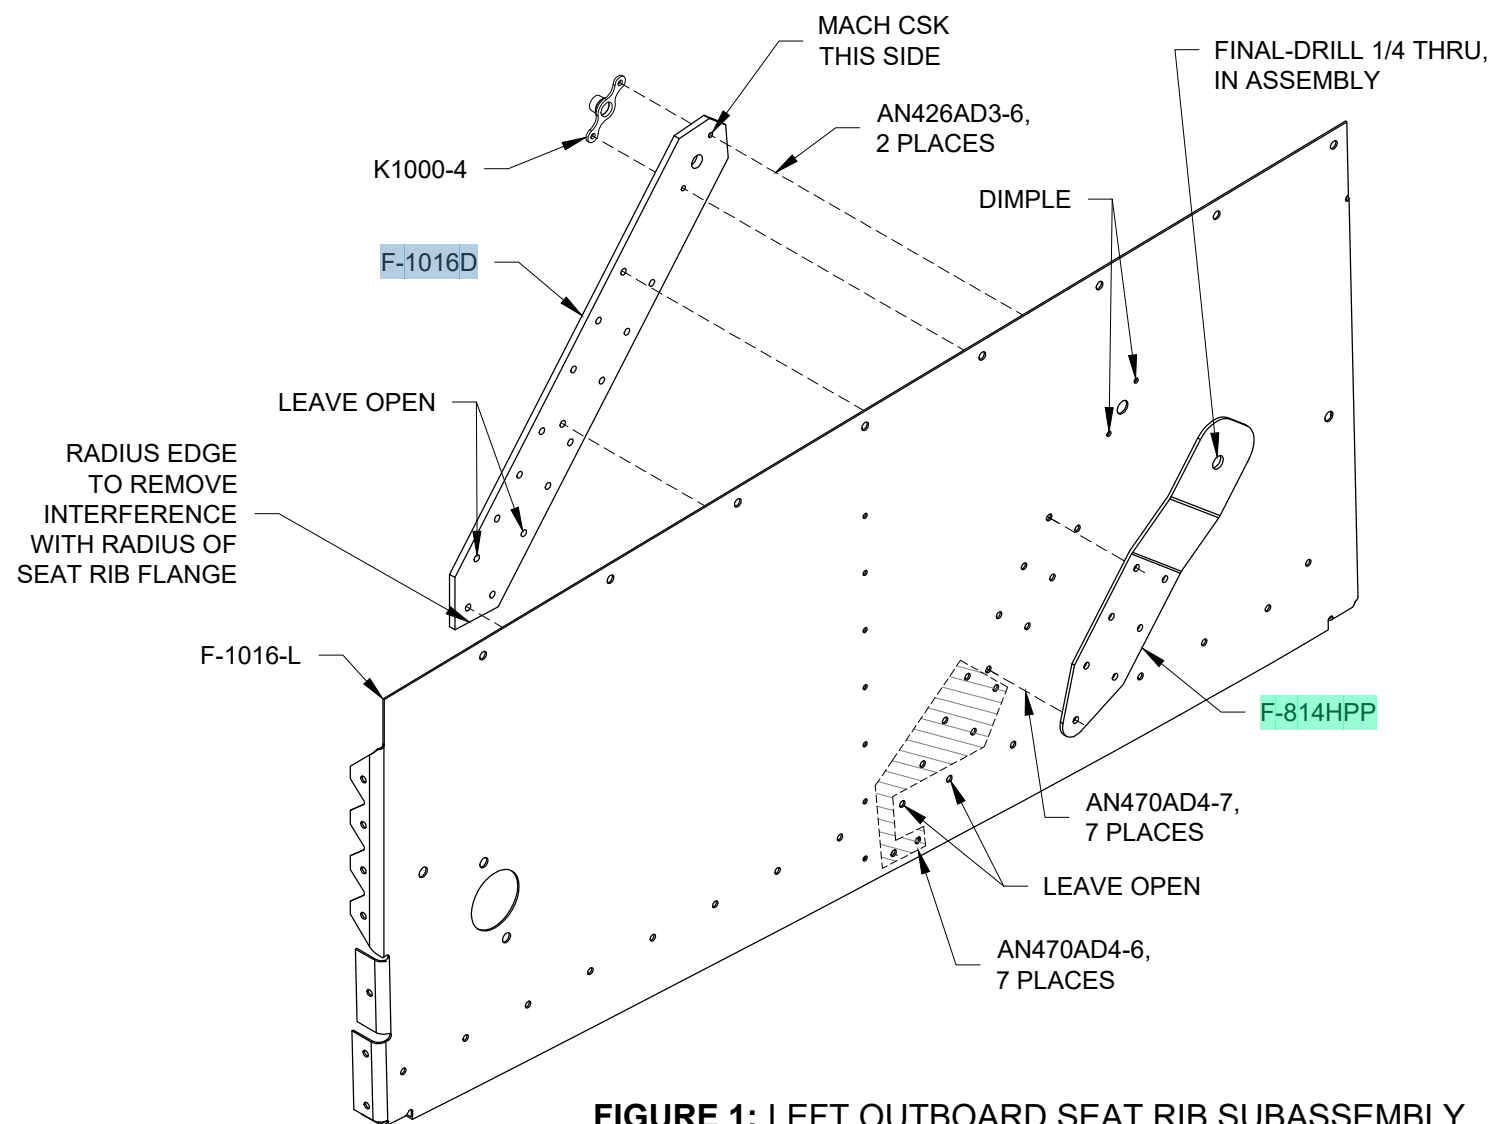 MACH CSK
THIS SIDE
FINAL-DRILL 1/4 THRU,
IN ASSEMBLY
AN426AD3-6,
2 PLACES
K1000-4
DIMPLE
F-1016D
LEAVE OPEN
RADIUS EDGE
TO REMOVE
INTERFERENCE
WITH RADIUS OF
SEAT RIB FLANGE
F-1016-L
F-814HPP
AN470AD4-7,
7 PLACES
LEAVE OPEN
AN470AD4-6,
7 PLACES
FIGURE 1: LEFT OUTBOARD SEAT RIB SUBASSEMBLY